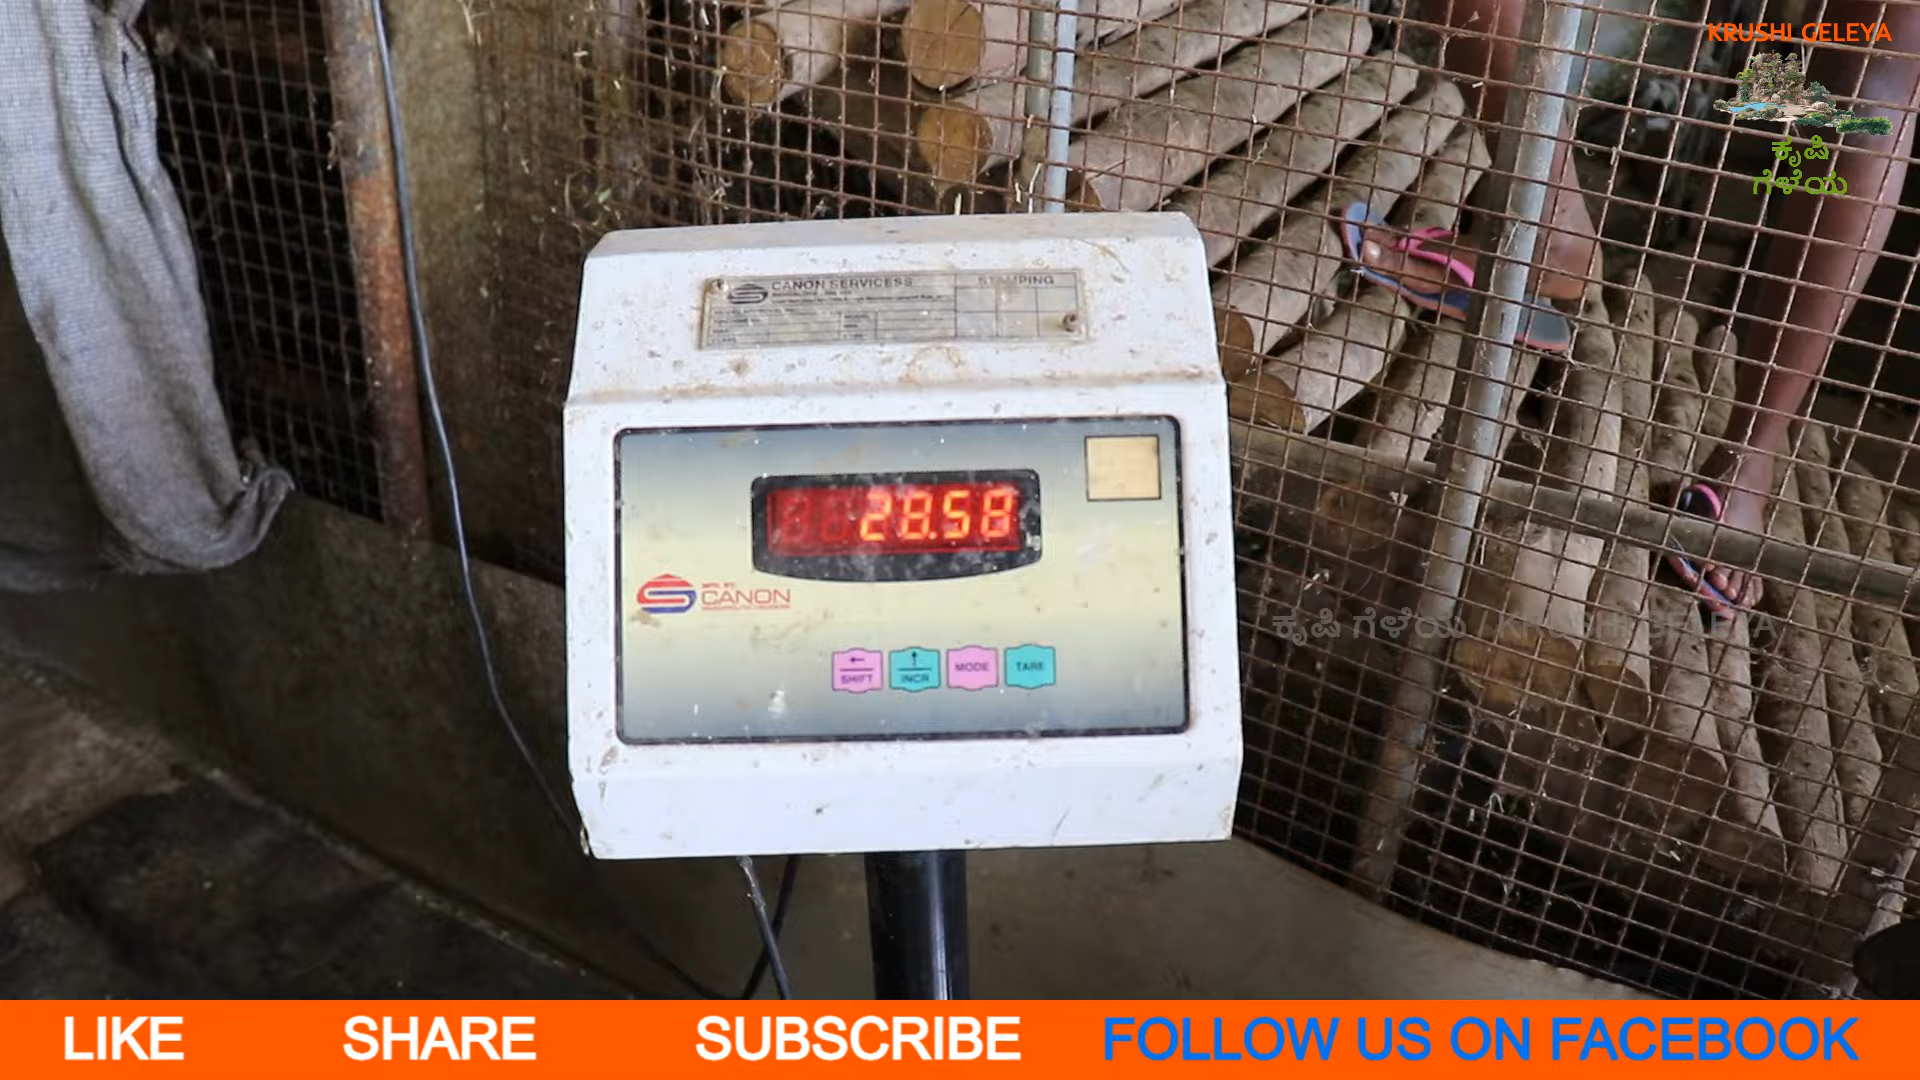 KRUSHI GELEYA
ಕೃಷಿ
ಗೆಳೆಯ
CANON SERVICESS
STAMPING
28.58
kg
CANON
SHIFT
INCR
MODE
TARE
ಕೃಷಿ ಗೆಳೆಯ / KRUSHI GELEYA
LIKE SHARE SUBSCRIBE FOLLOW US ON FACEBOOK